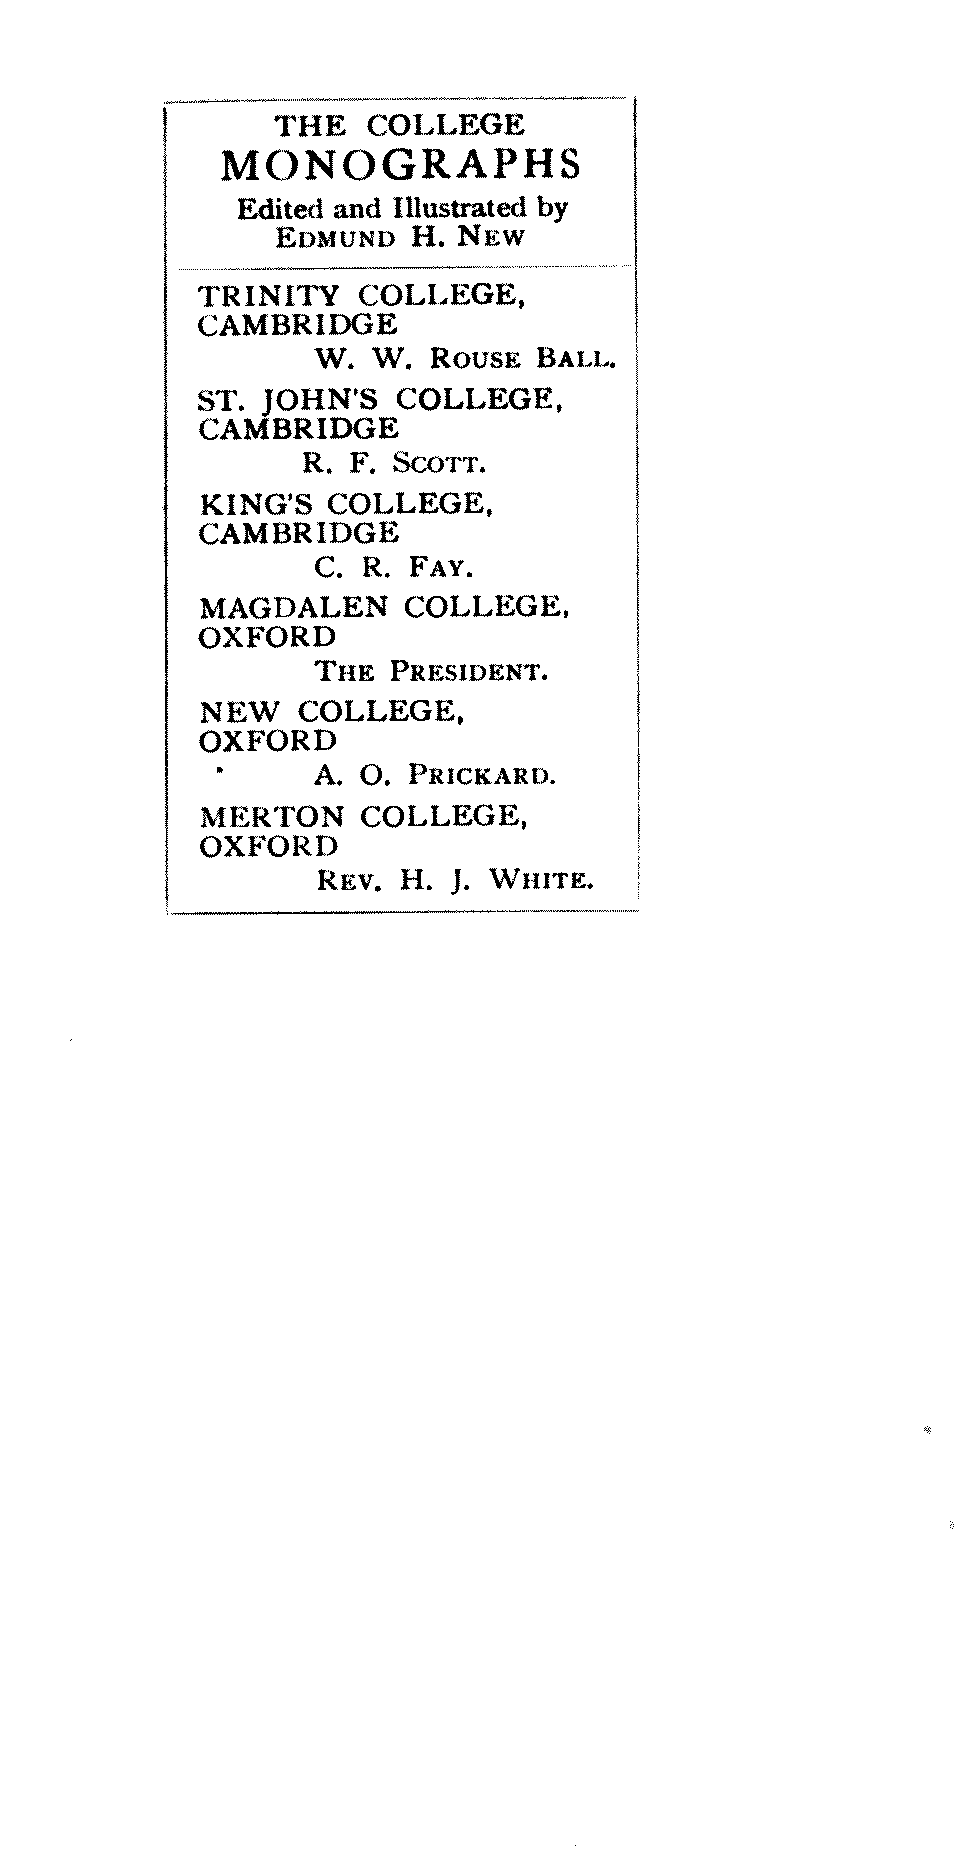 THE COLLEGE
MONOGRAPHS
Edited and Illustrated by
EDMUND H. NEW
TRINITY COLLEGE,
CAMBRIDGE
W. W. ROUSE BALL.
ST. JOHN'S COLLEGE,
CAMBRIDGE
R. F. SCOTT.
KING'S COLLEGE,
CAMBRIDGE
C. R. FAY.
MAGDALEN COLLEGE,
OXFORD
THE PRESIDENT.
NEW COLLEGE,
OXFORD
A. O. PRICKARD.
MERTON COLLEGE,
OXFORD
REV. H. J. WHITE.